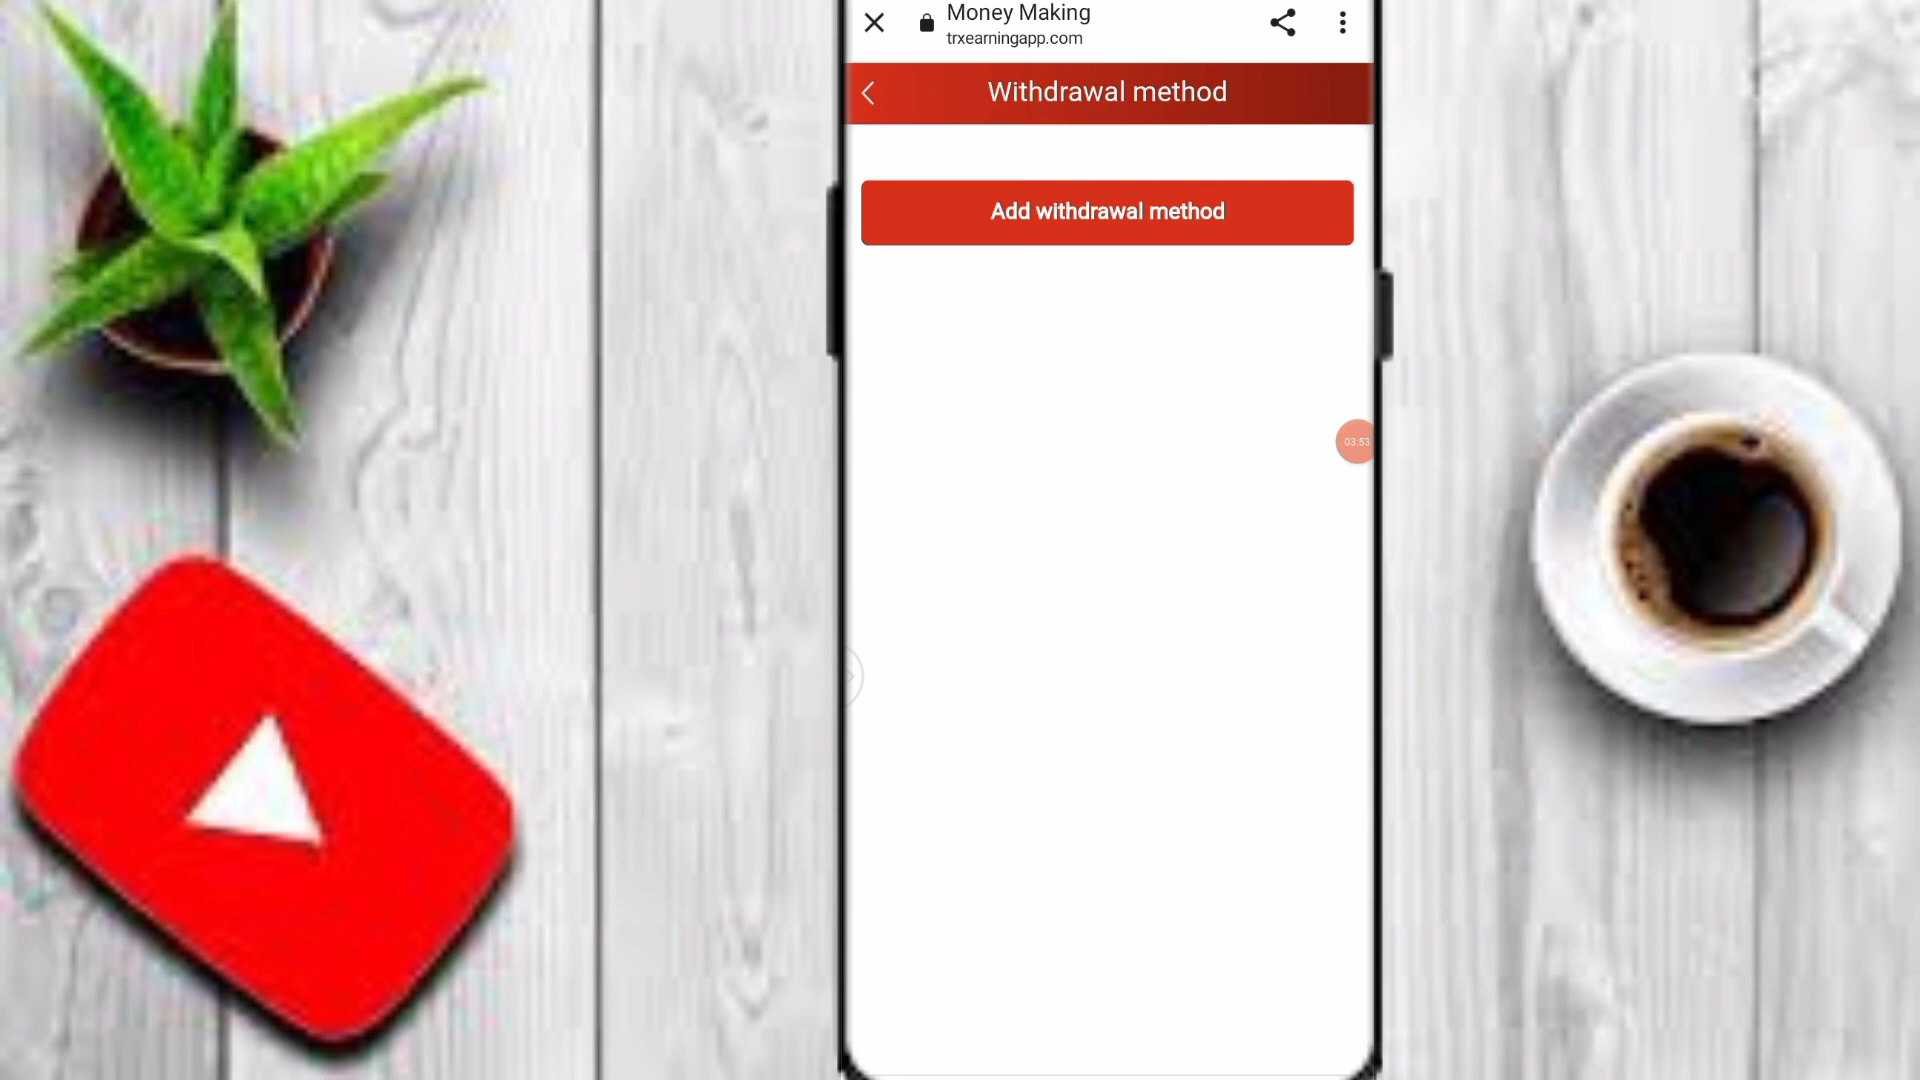 Money Making
trxearningapp.com
Withdrawal method
Add withdrawal method
03:53